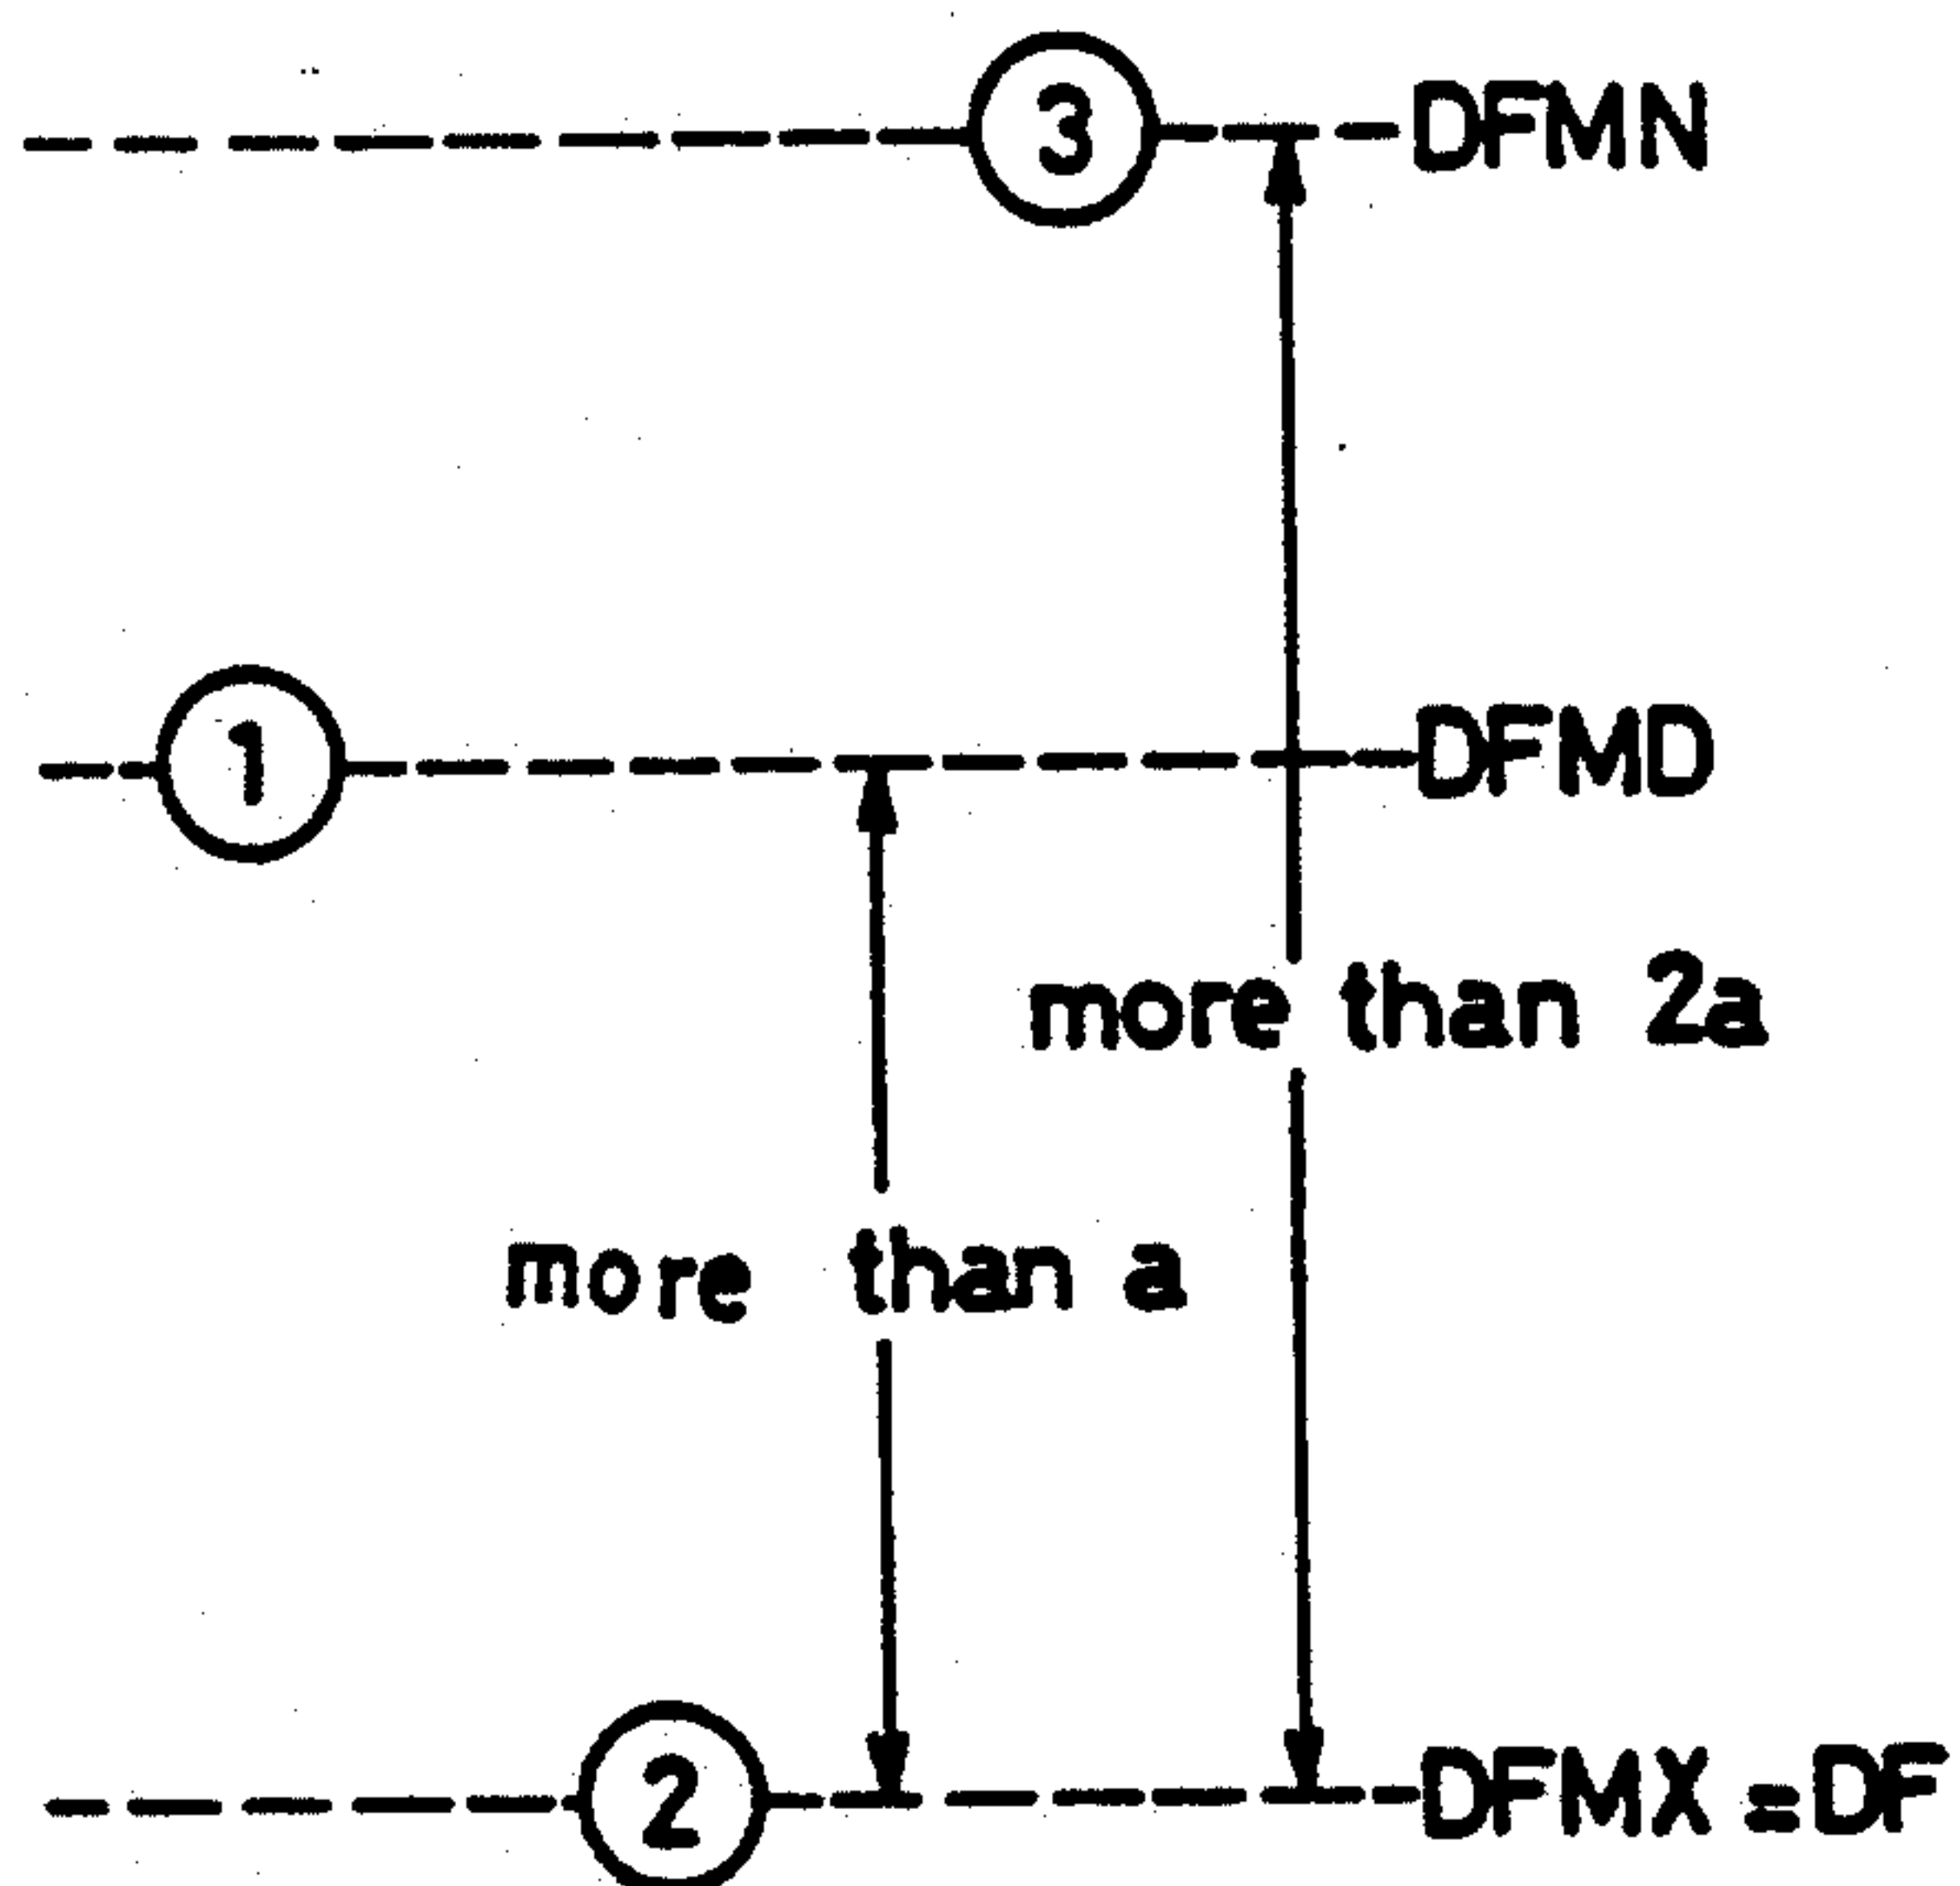 3 DFMN
1 DFMD
more than 2a
more than a
2 DFMX =DF